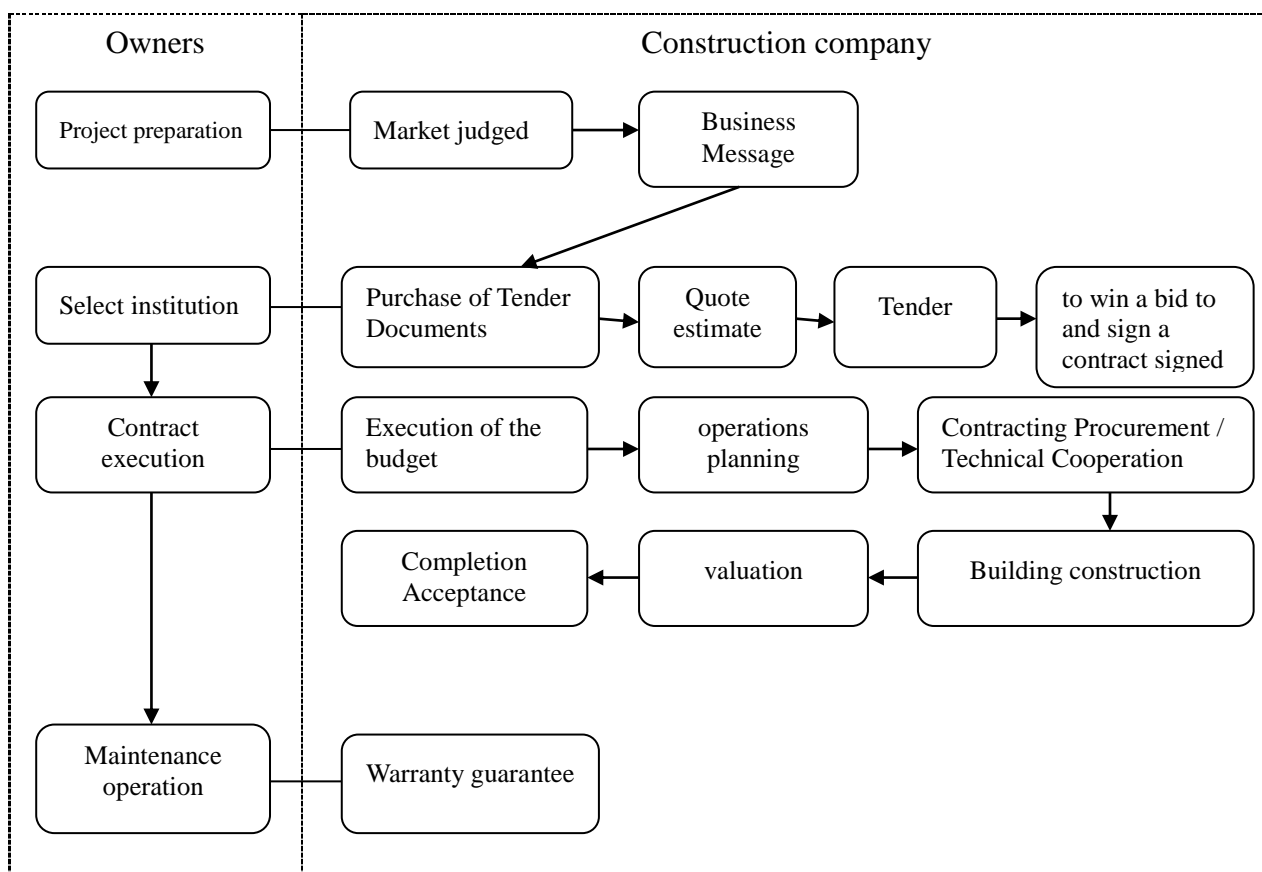 Owners
Construction company
Project preparation
Market judged
Business
Message
Select institution
Purchase of Tender
Documents
Quote
estimate
Tender
to win a bid to
and sign a
contract signed
Contract
execution
Execution of the
budget
operations
planning
Contracting Procurement /
Technical Cooperation
Completion
Acceptance
valuation
Building construction
Maintenance
operation
Warranty guarantee